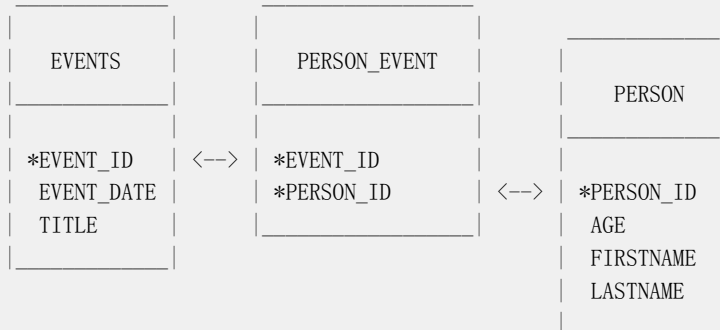 EVENTS
PERSON_EVENT
PERSON
*EVENT_ID <--> *EVENT_ID
EVENT_DATE *PERSON_ID <--> *PERSON_ID
TITLE AGE
FIRSTNAME
LASTNAME